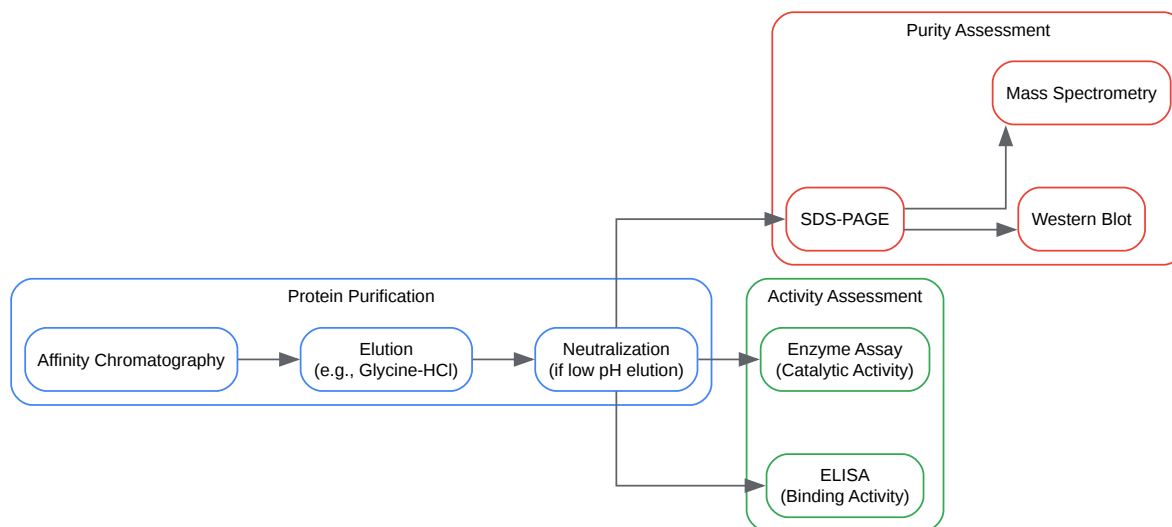 Purity Assessment
Mass Spectrometry
SDS-PAGE
Western Blot
Protein Purification
Affinity Chromatography
Elution
(e.g., Glycine-HCl)
Neutralization
(if low pH elution)
Activity Assessment
Enzyme Assay
(Catalytic Activity)
ELISA
(Binding Activity)